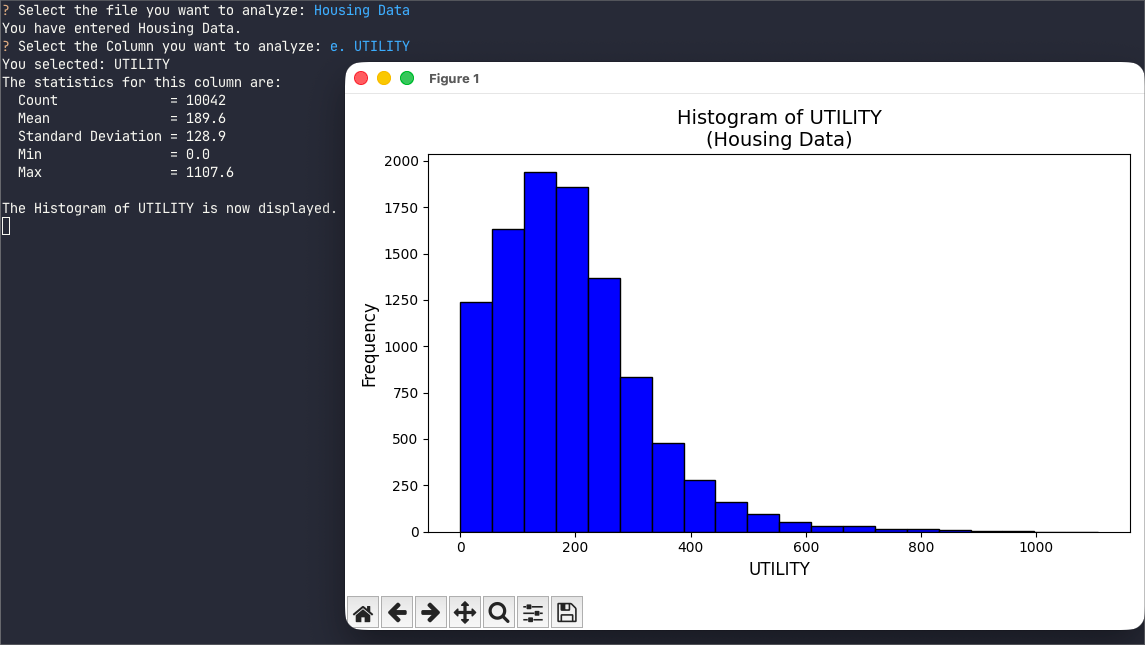 ? Select the file you want to analyze: Housing Data
You have entered Housing Data.
? Select the Column you want to analyze: e. UTILITY
You selected: UTILITY
The statistics for this column are:
  Count              = 10042
  Mean               = 189.6
  Standard Deviation = 128.9
  Min                = 0.0
  Max                = 1107.6
The Histogram of UTILITY is now displayed.
Figure 1
Histogram of UTILITY
(Housing Data)
Frequency
2000
1750
1500
1250
1000
750
500
250
0
0 200 400 600 800 1000
UTILITY